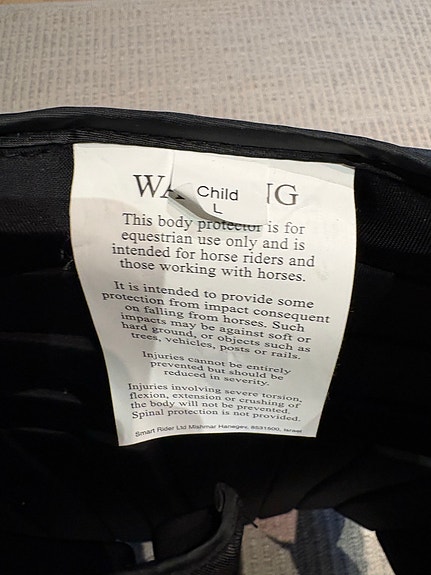 WA NG
Child
L
This body protector is for
equestrian use only and is
intended for horse riders and
those working with horses.
It is intended to provide some
protection from impact consequent
on falling from horses. Such
impacts may be against soft or
hard ground, or objects such as
trees, vehicles, posts or rails.
Injuries cannot be entirely
prevented but should be
reduced in severity.
Injuries involving severe torsion,
flexion, extension or crushing of
the body will not be prevented.
Spinal protection is not provided.
Smart Rider Ltd Mishmar Hanegev, 8531500, Israel